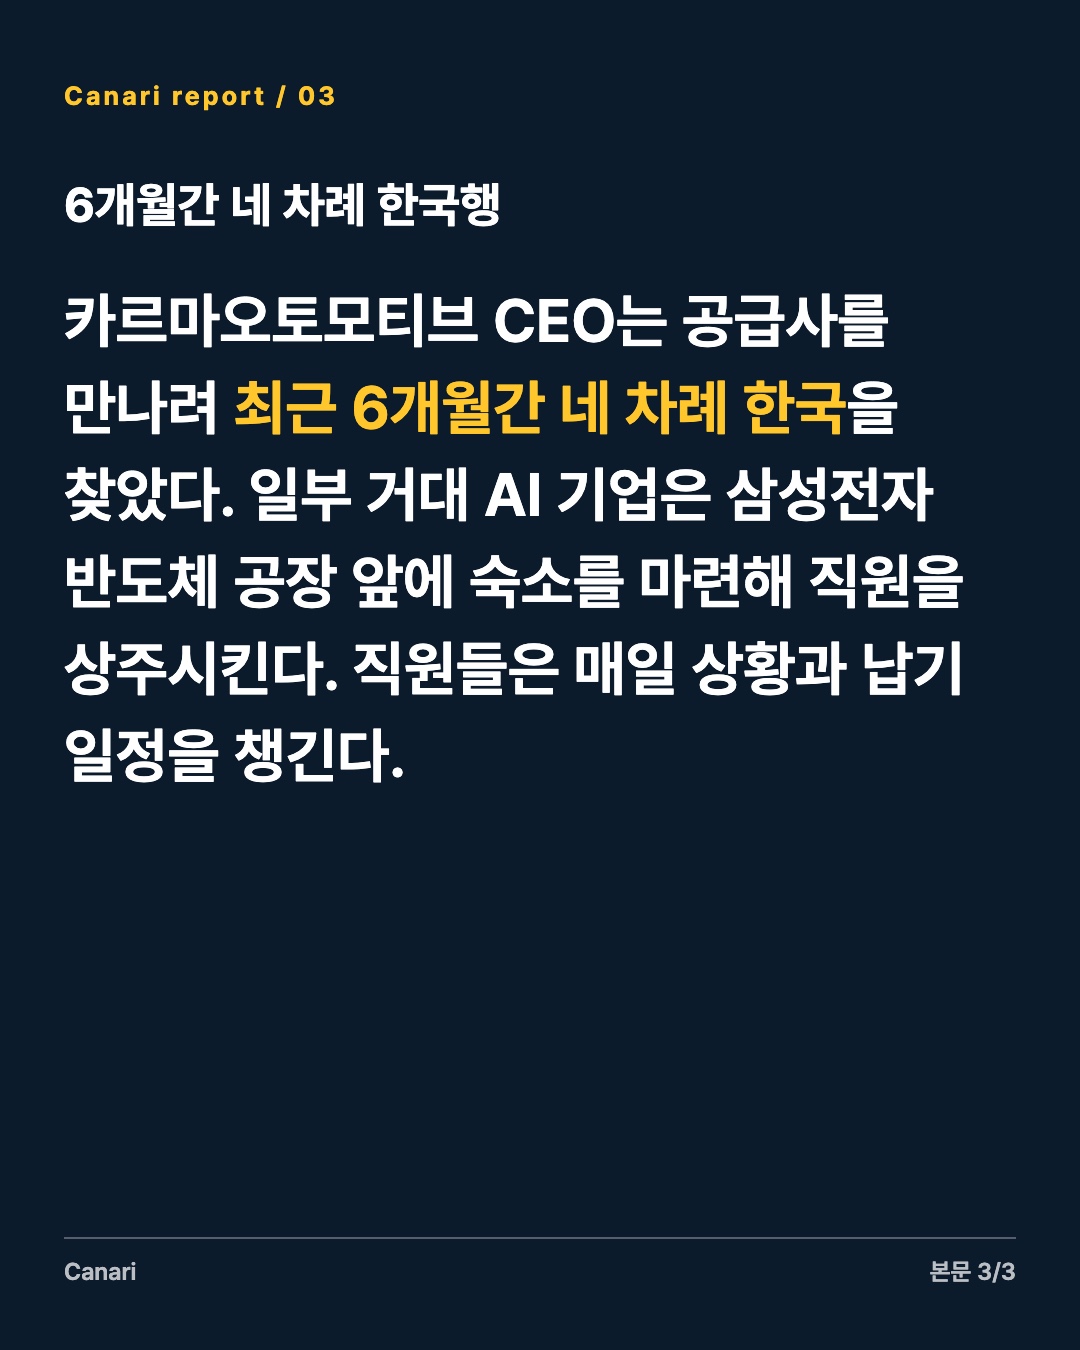 Canari report / 03
6개월간 네 차례 한국행
카르마오토모티브 CEO는 공급사를
만나려 최근 6개월간 네 차례 한국을
찾았다. 일부 거대 AI 기업은 삼성전자
반도체 공장 앞에 숙소를 마련해 직원을
상주시킨다. 직원들은 매일 상황과 납기
일정을 챙긴다.
Canari
본문 3/3